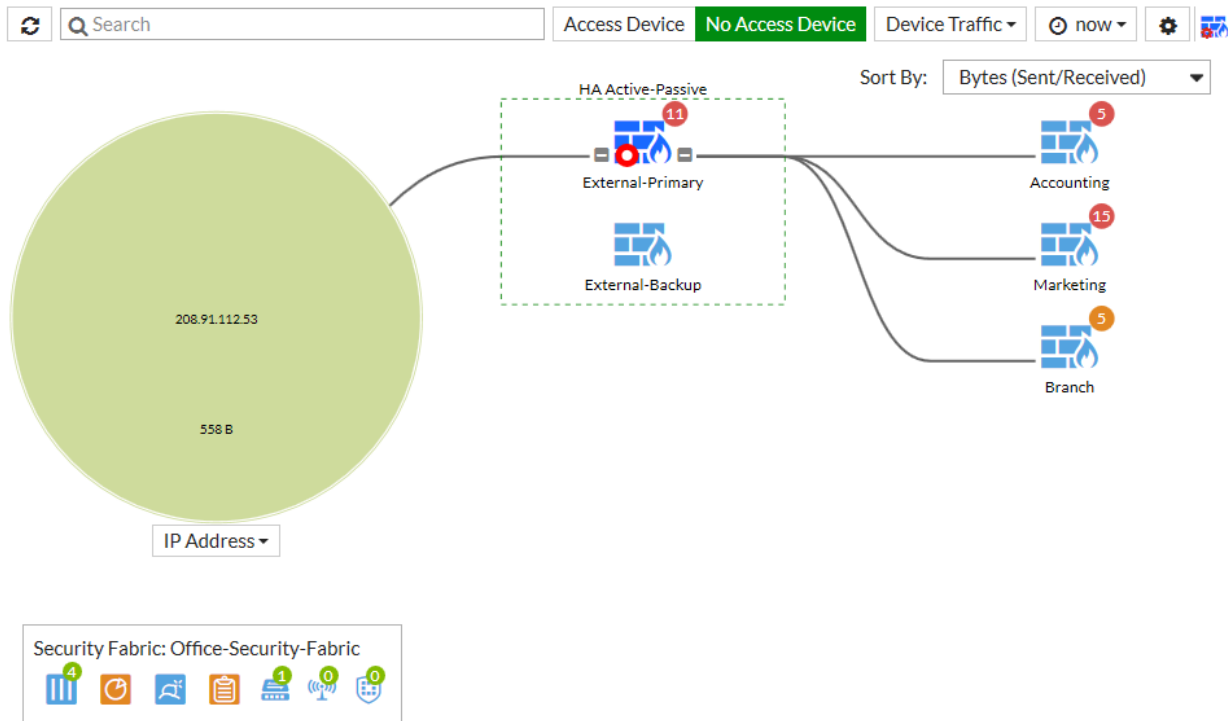 Search
Access Device
No Access Device
Device Traffic
now
Sort By:
Bytes (Sent/Received)
HA Active-Passive
11
External-Primary
External-Backup
5
Accounting
15
Marketing
5
Branch
208.91.112.53
558 B
IP Address
Security Fabric: Office-Security-Fabric
4
1
0
0